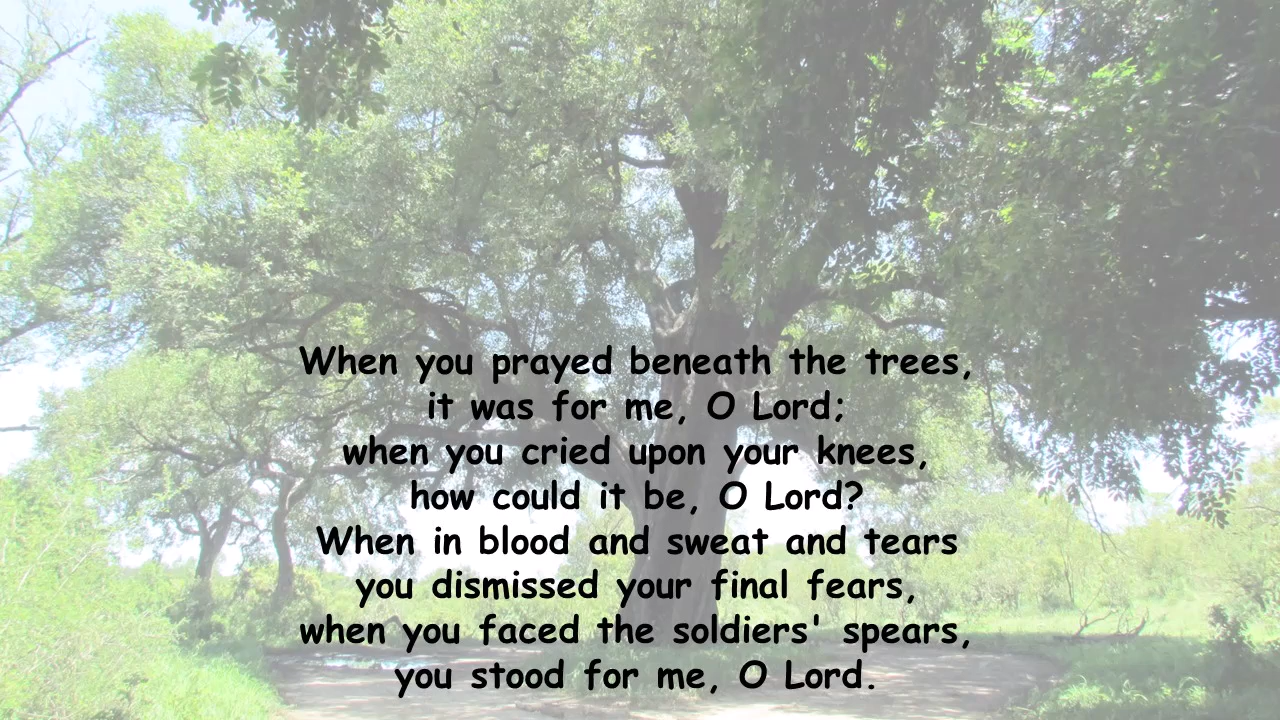 When you prayed beneath the trees,
it was for me, O Lord;
when you cried upon your knees,
how could it be, O Lord?
When in blood and sweat and tears
you dismissed your final fears,
when you faced the soldiers' spears,
you stood for me, O Lord.